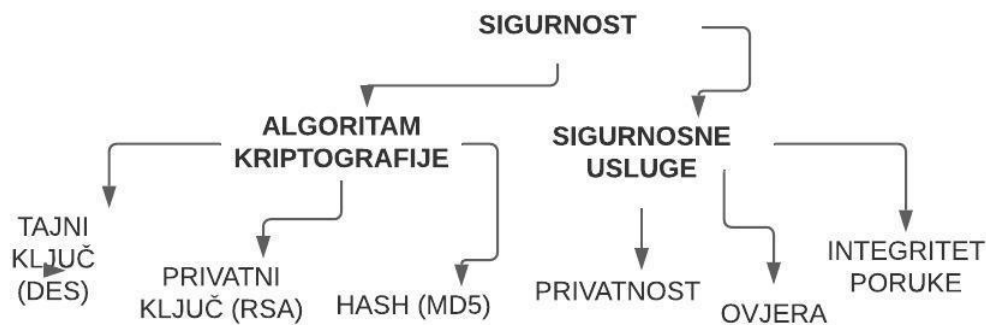 SIGURNOST
ALGORITAM
KRIPTOGRAFIJE
SIGURNOSNE
USLUGE
TAJNI
KLJUČ
(DES)
PRIVATNI
KLJUČ (RSA)
HASH (MD5)
PRIVATNOST
OVJERA
INTEGRITET
PORUKE